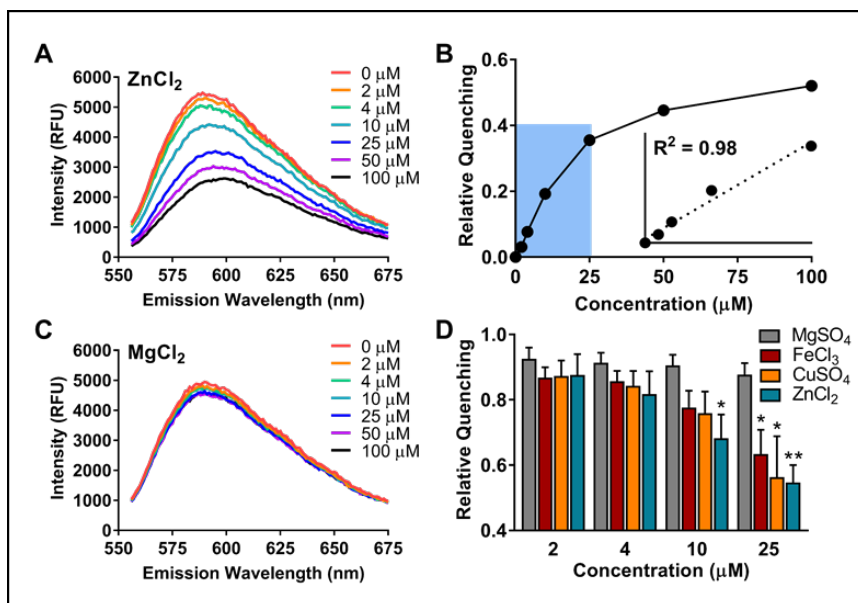 A
ZnCl2
6000
5000
4000
3000
2000
1000
0
550 575 600 625 650 675
Intensity (RFU)
Emission Wavelength (nm)
0 μM
2 μM
4 μM
10 μM
25 μM
50 μM
100 μM
B
0.6
0.4
0.2
0.0
0 25 50 75 100
Relative Quenching
Concentration (μM)
R2 = 0.98
C
MgCl2
6000
5000
4000
3000
2000
1000
0
550 575 600 625 650 675
Intensity (RFU)
Emission Wavelength (nm)
0 μM
2 μM
4 μM
10 μM
25 μM
50 μM
100 μM
D
1.0
0.8
0.6
0.4
2 4 10 25
Relative Quenching
Concentration (μM)
MgSO4
FeCl3
CuSO4
ZnCl2
*
* * **